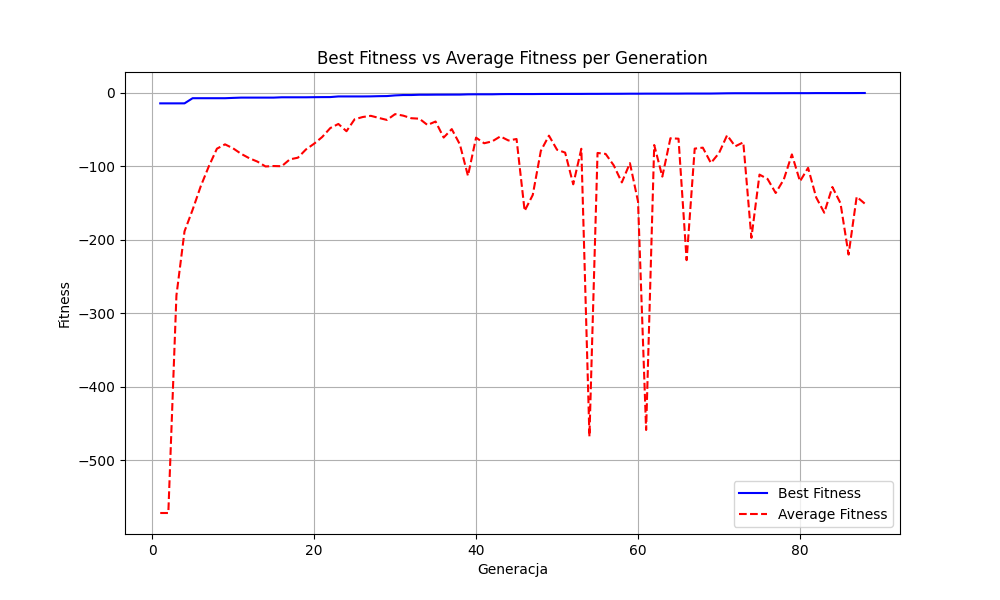 Best Fitness vs Average Fitness per Generation
Fitness
0
−100
−200
−300
−400
−500
0 20 40 60 80
Generacja
Best Fitness
Average Fitness